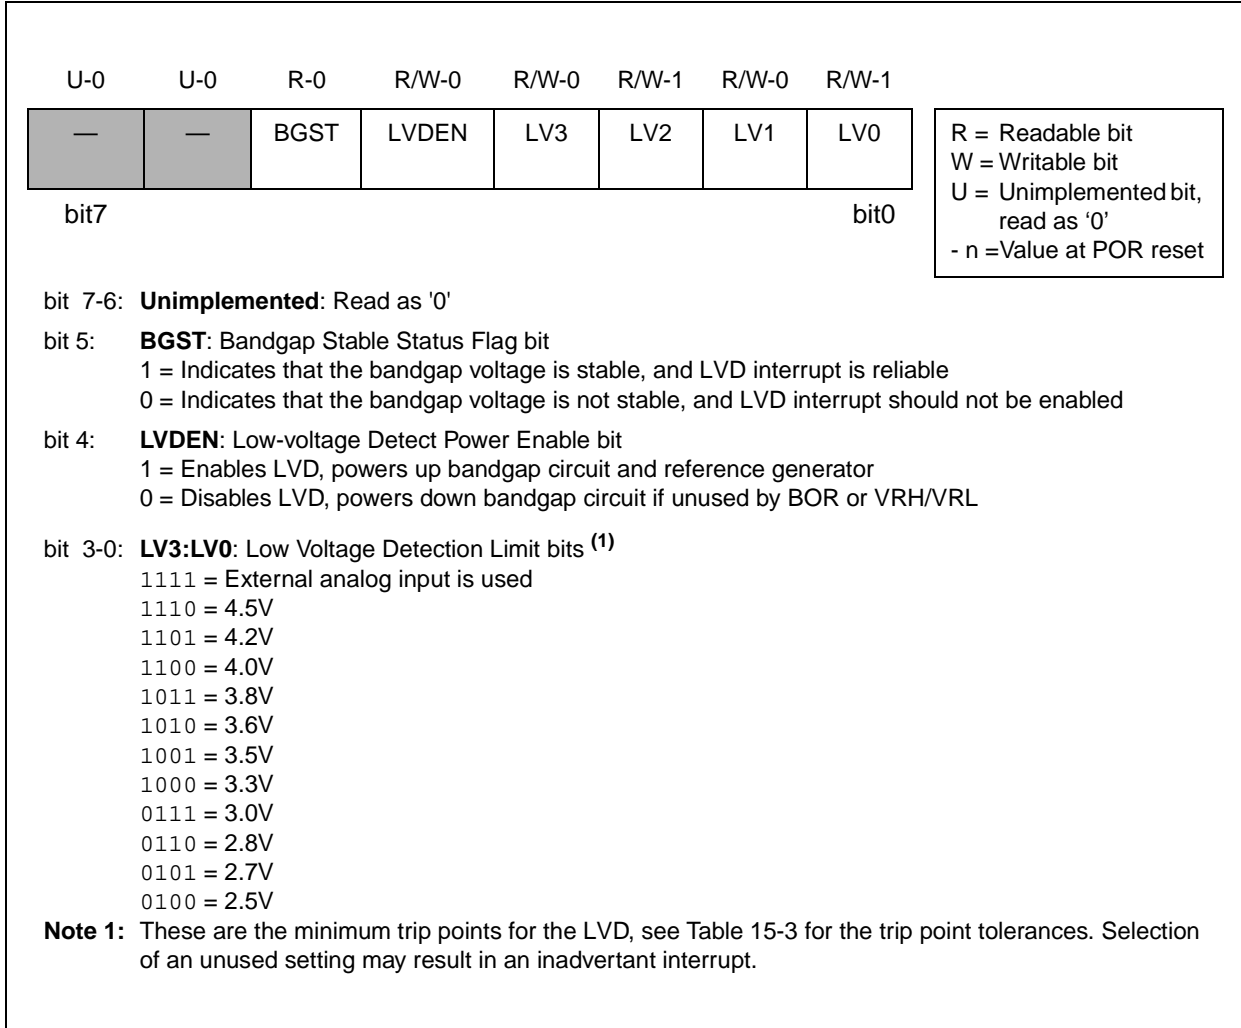 U-0 U-0 R-0 R/W-0 R/W-0 R/W-1 R/W-0 R/W-1
— — BGST LVDEN LV3 LV2 LV1 LV0
bit7 bit0
R = Readable bit
W = Writable bit
U = Unimplemented bit,
read as ‘0’
- n =Value at POR reset
bit 7-6: Unimplemented: Read as '0'
bit 5: BGST: Bandgap Stable Status Flag bit
1 = Indicates that the bandgap voltage is stable, and LVD interrupt is reliable
0 = Indicates that the bandgap voltage is not stable, and LVD interrupt should not be enabled
bit 4: LVDEN: Low-voltage Detect Power Enable bit
1 = Enables LVD, powers up bandgap circuit and reference generator
0 = Disables LVD, powers down bandgap circuit if unused by BOR or VRH/VRL
bit 3-0: LV3:LV0: Low Voltage Detection Limit bits (1)
1111 = External analog input is used
1110 = 4.5V
1101 = 4.2V
1100 = 4.0V
1011 = 3.8V
1010 = 3.6V
1001 = 3.5V
1000 = 3.3V
0111 = 3.0V
0110 = 2.8V
0101 = 2.7V
0100 = 2.5V
Note 1: These are the minimum trip points for the LVD, see Table 15-3 for the trip point tolerances. Selection
of an unused setting may result in an inadvertant interrupt.